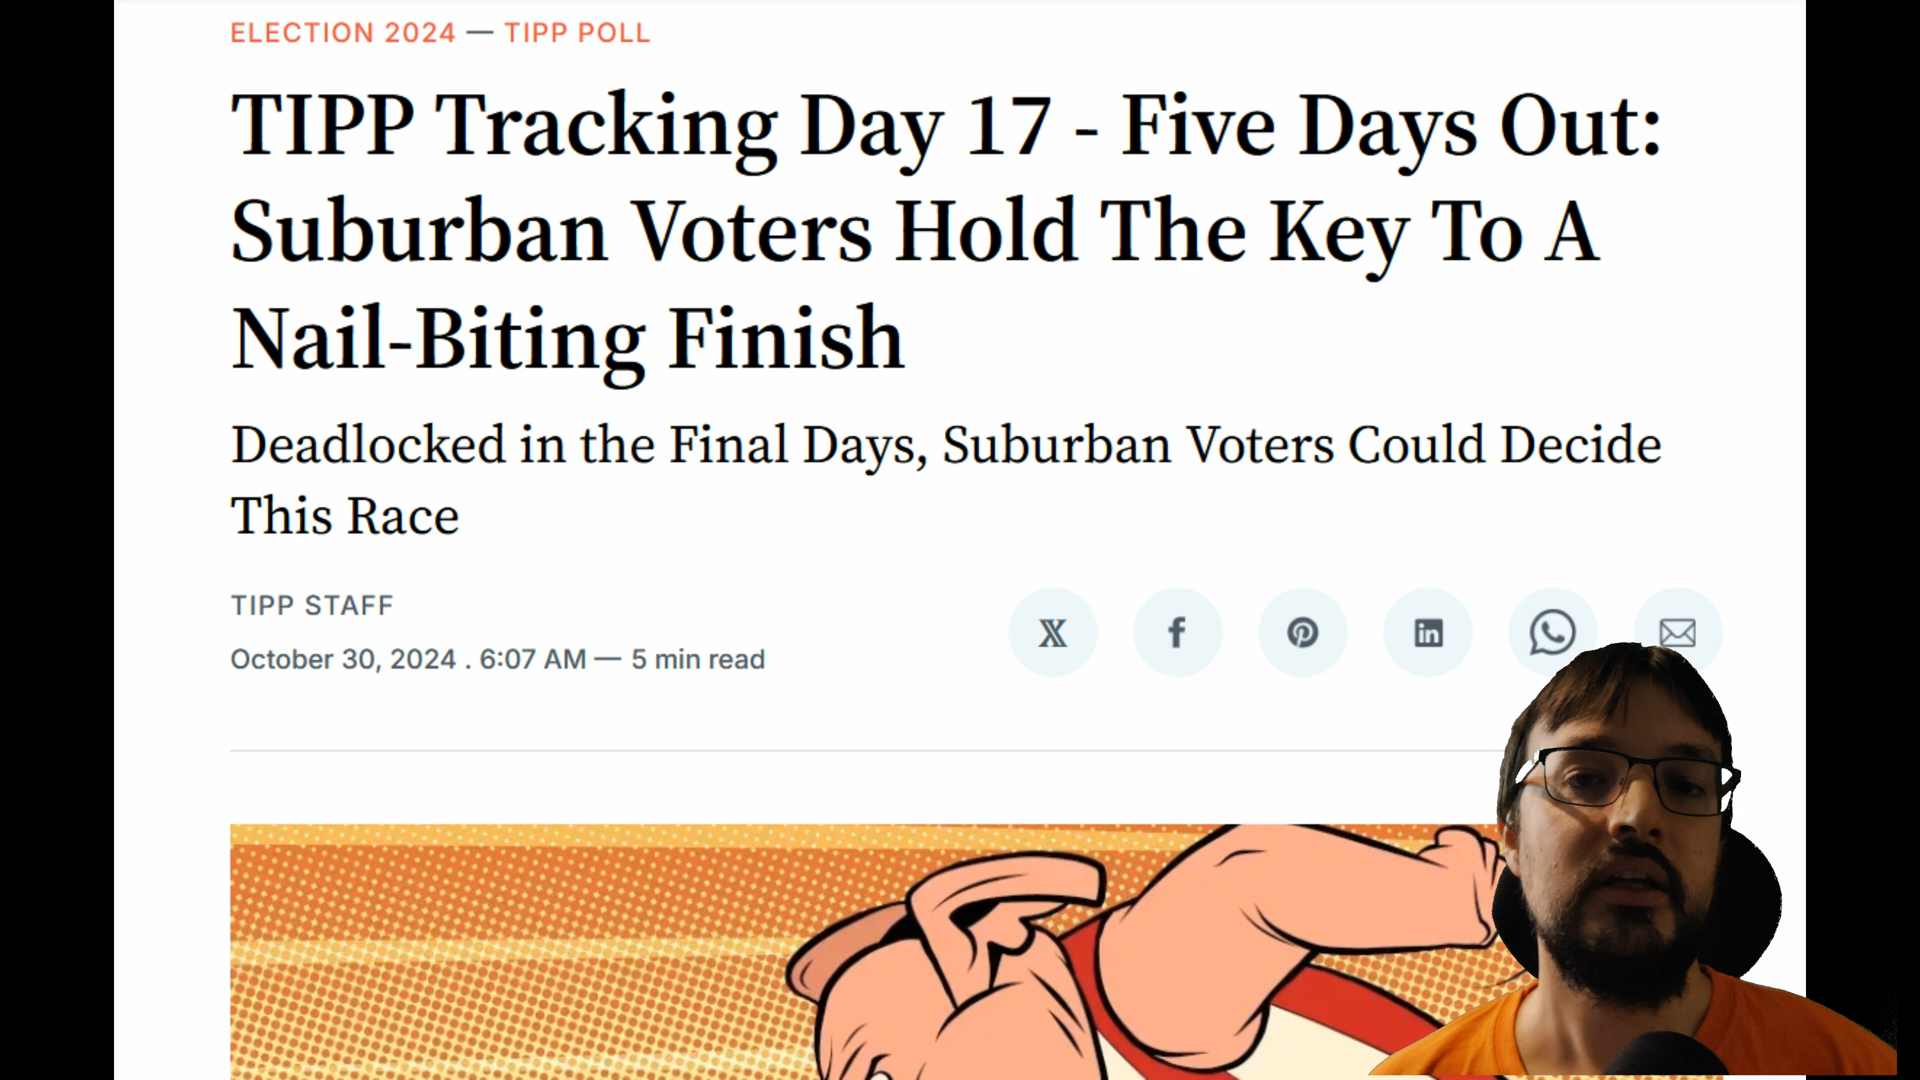 ELECTION 2024 — TIPP POLL
TIPP Tracking Day 17 - Five Days Out:
Suburban Voters Hold The Key To A
Nail-Biting Finish
Deadlocked in the Final Days, Suburban Voters Could Decide
This Race
TIPP STAFF
October 30, 2024 . 6:07 AM — 5 min read